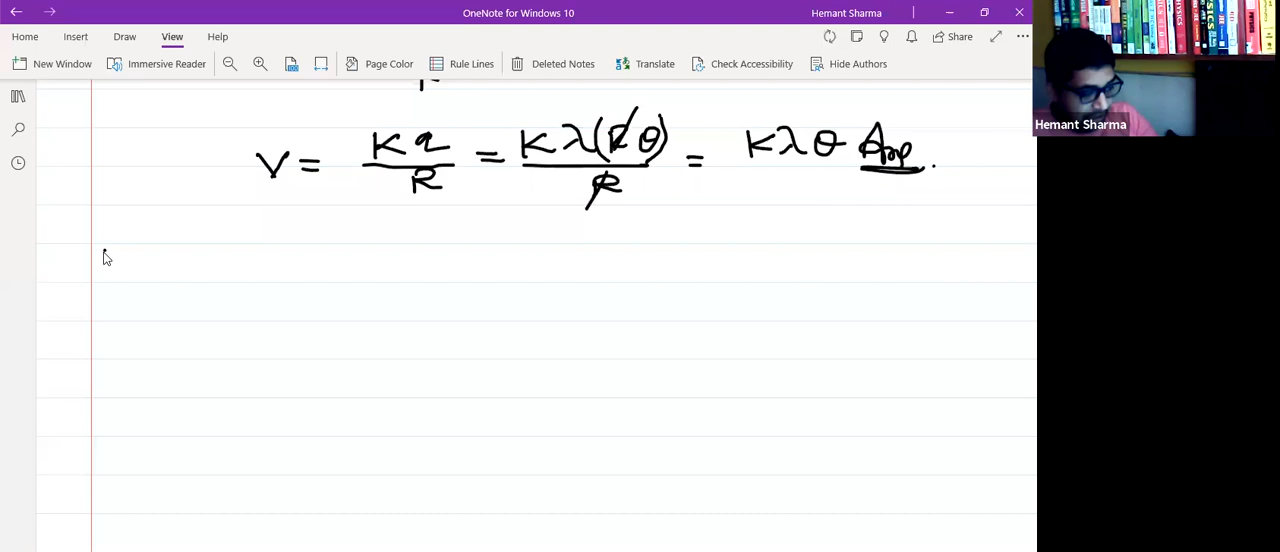 OneNote for Windows 10
Hemant Sharma
Home Insert Draw View Help
Share
New Window Immersive Reader Page Color Rule Lines Deleted Notes Translate Check Accessibility Hide Authors
V = Kq/R = Kλ(Rθ)/R = Kλθ Ans.
Hemant Sharma